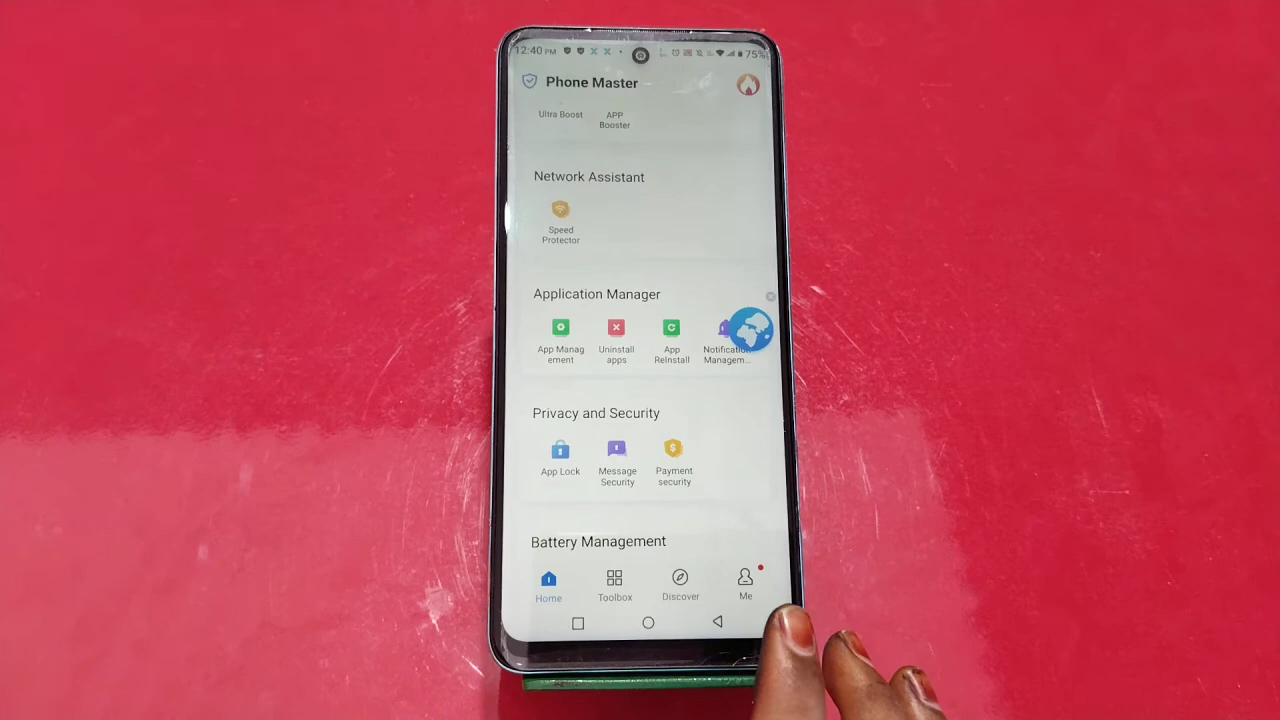 12:40 PM
75%
Phone Master
Ultra Boost
APP
Booster
Network Assistant
Speed
Protector
Application Manager
App Manag
ement
Uninstall
apps
App
ReInstall
Notification
Managem...
Privacy and Security
App Lock
Message
Security
Payment
security
Battery Management
Home
Toolbox
Discover
Me